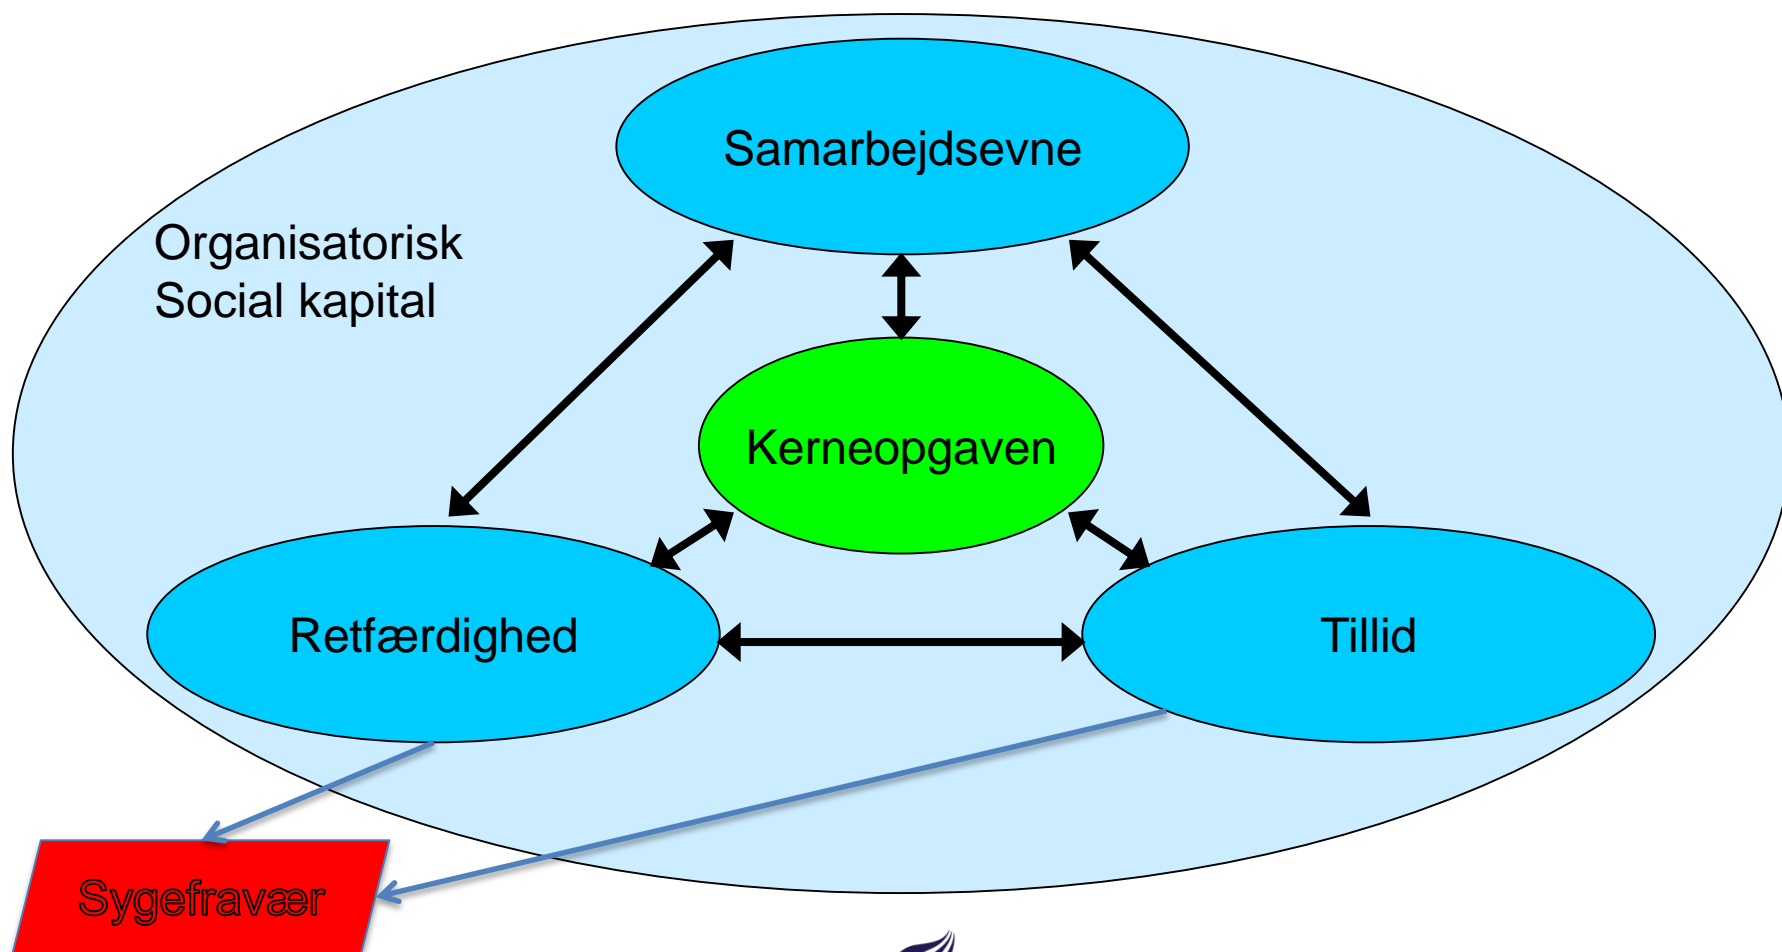 Samarbejdsevne
Organisatorisk
Social kapital
Kerneopgaven
Retfærdighed
Tillid
Sygefravær